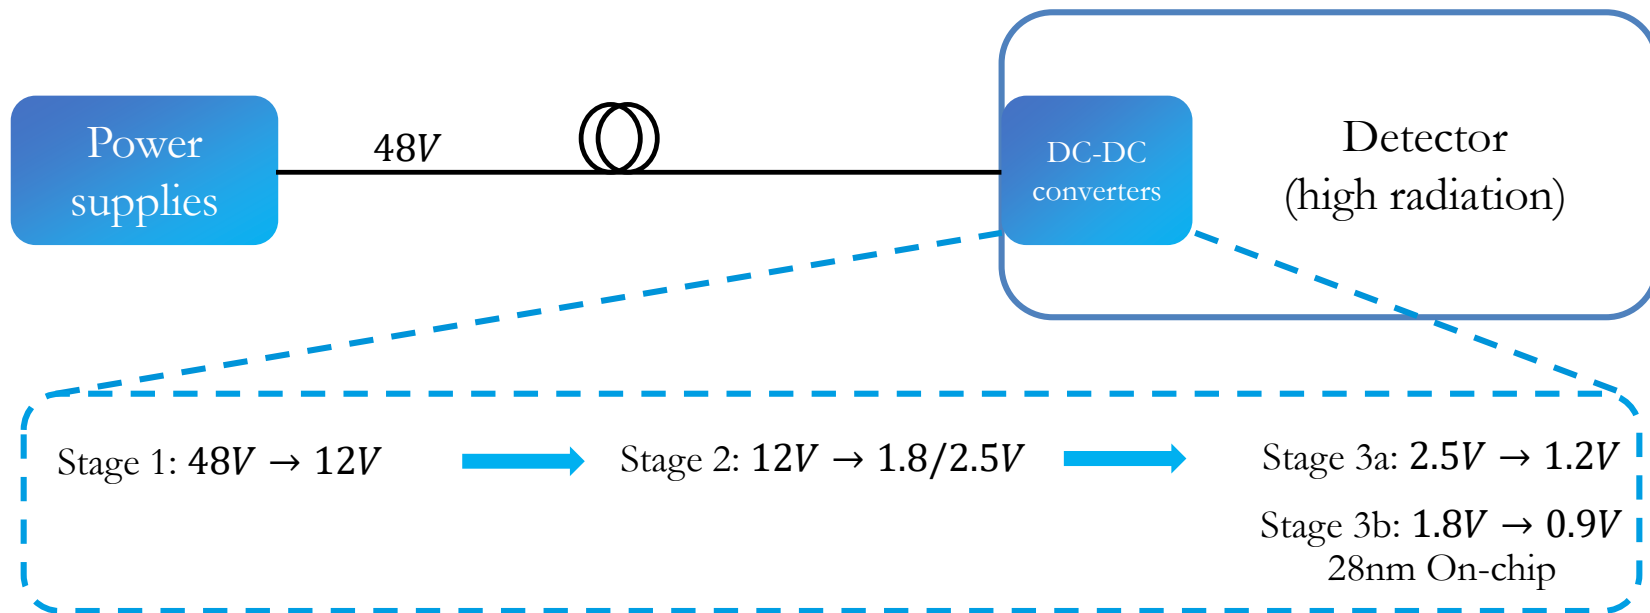 Power
supplies
48V
DC-DC
converters
Detector
(high radiation)
Stage 1: 48V → 12V
Stage 2: 12V → 1.8/2.5V
Stage 3a: 2.5V → 1.2V
Stage 3b: 1.8V → 0.9V
28nm On-chip